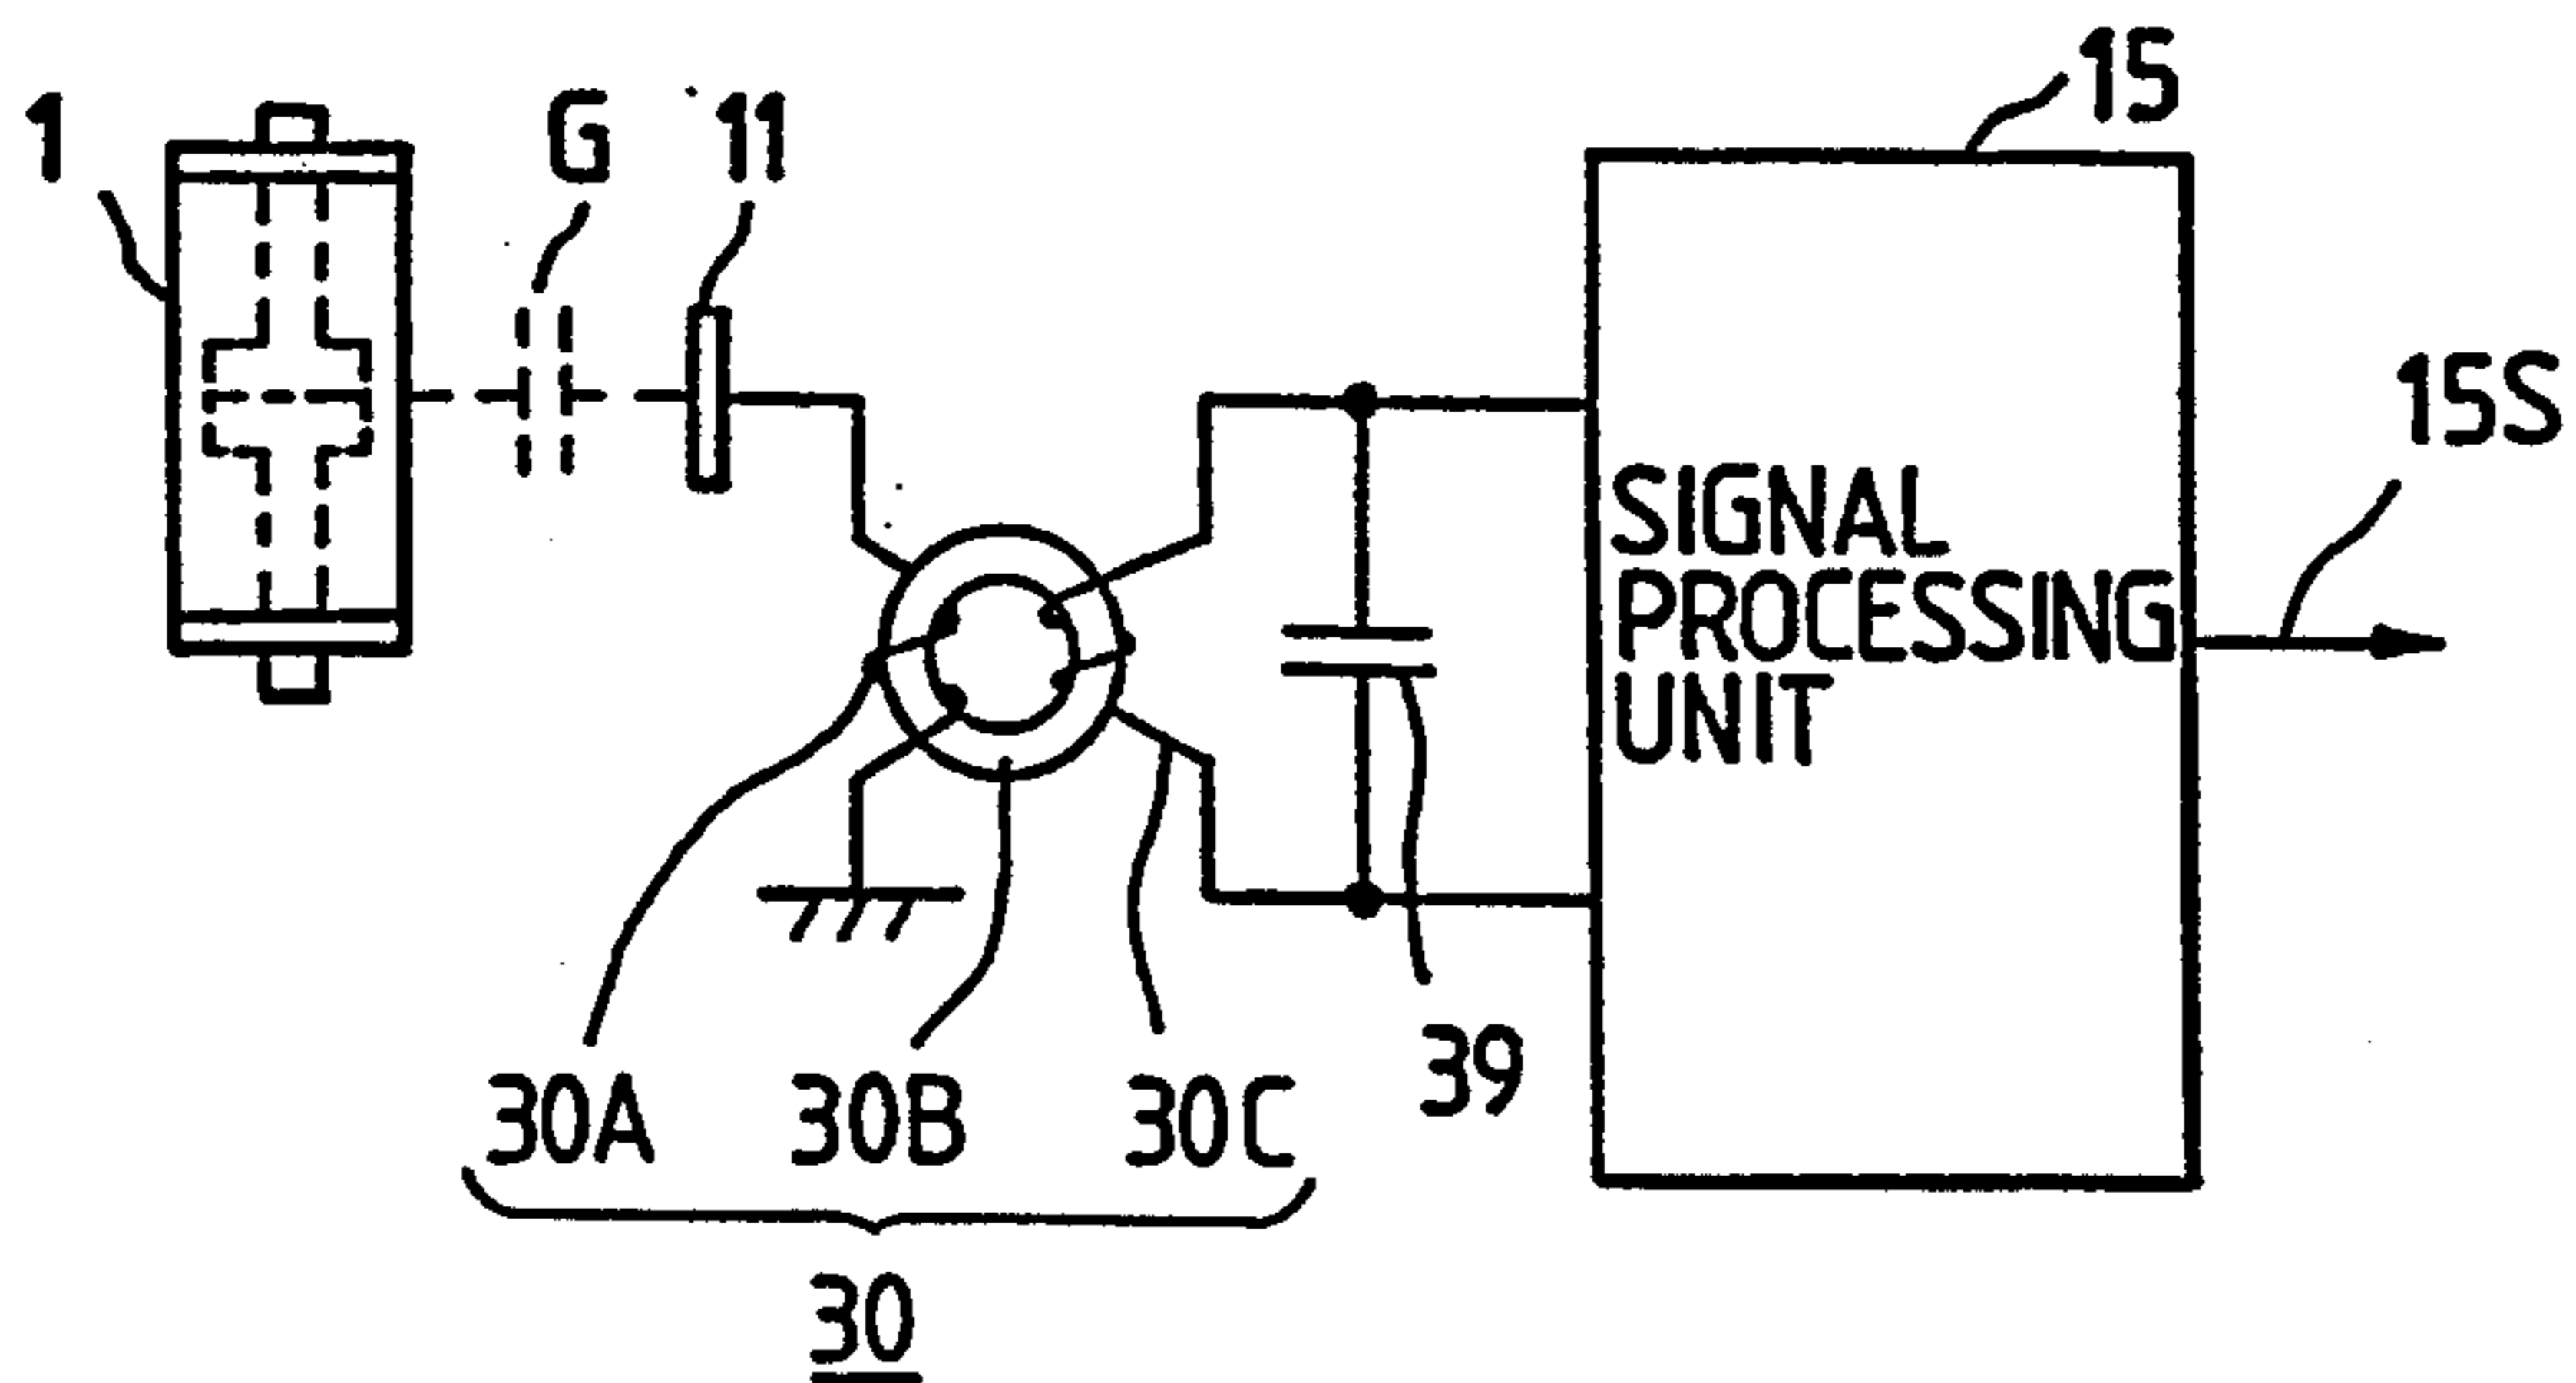 1
G
11
15
15S
SIGNAL
PROCESSING
UNIT
30A
30B
30C
39
30